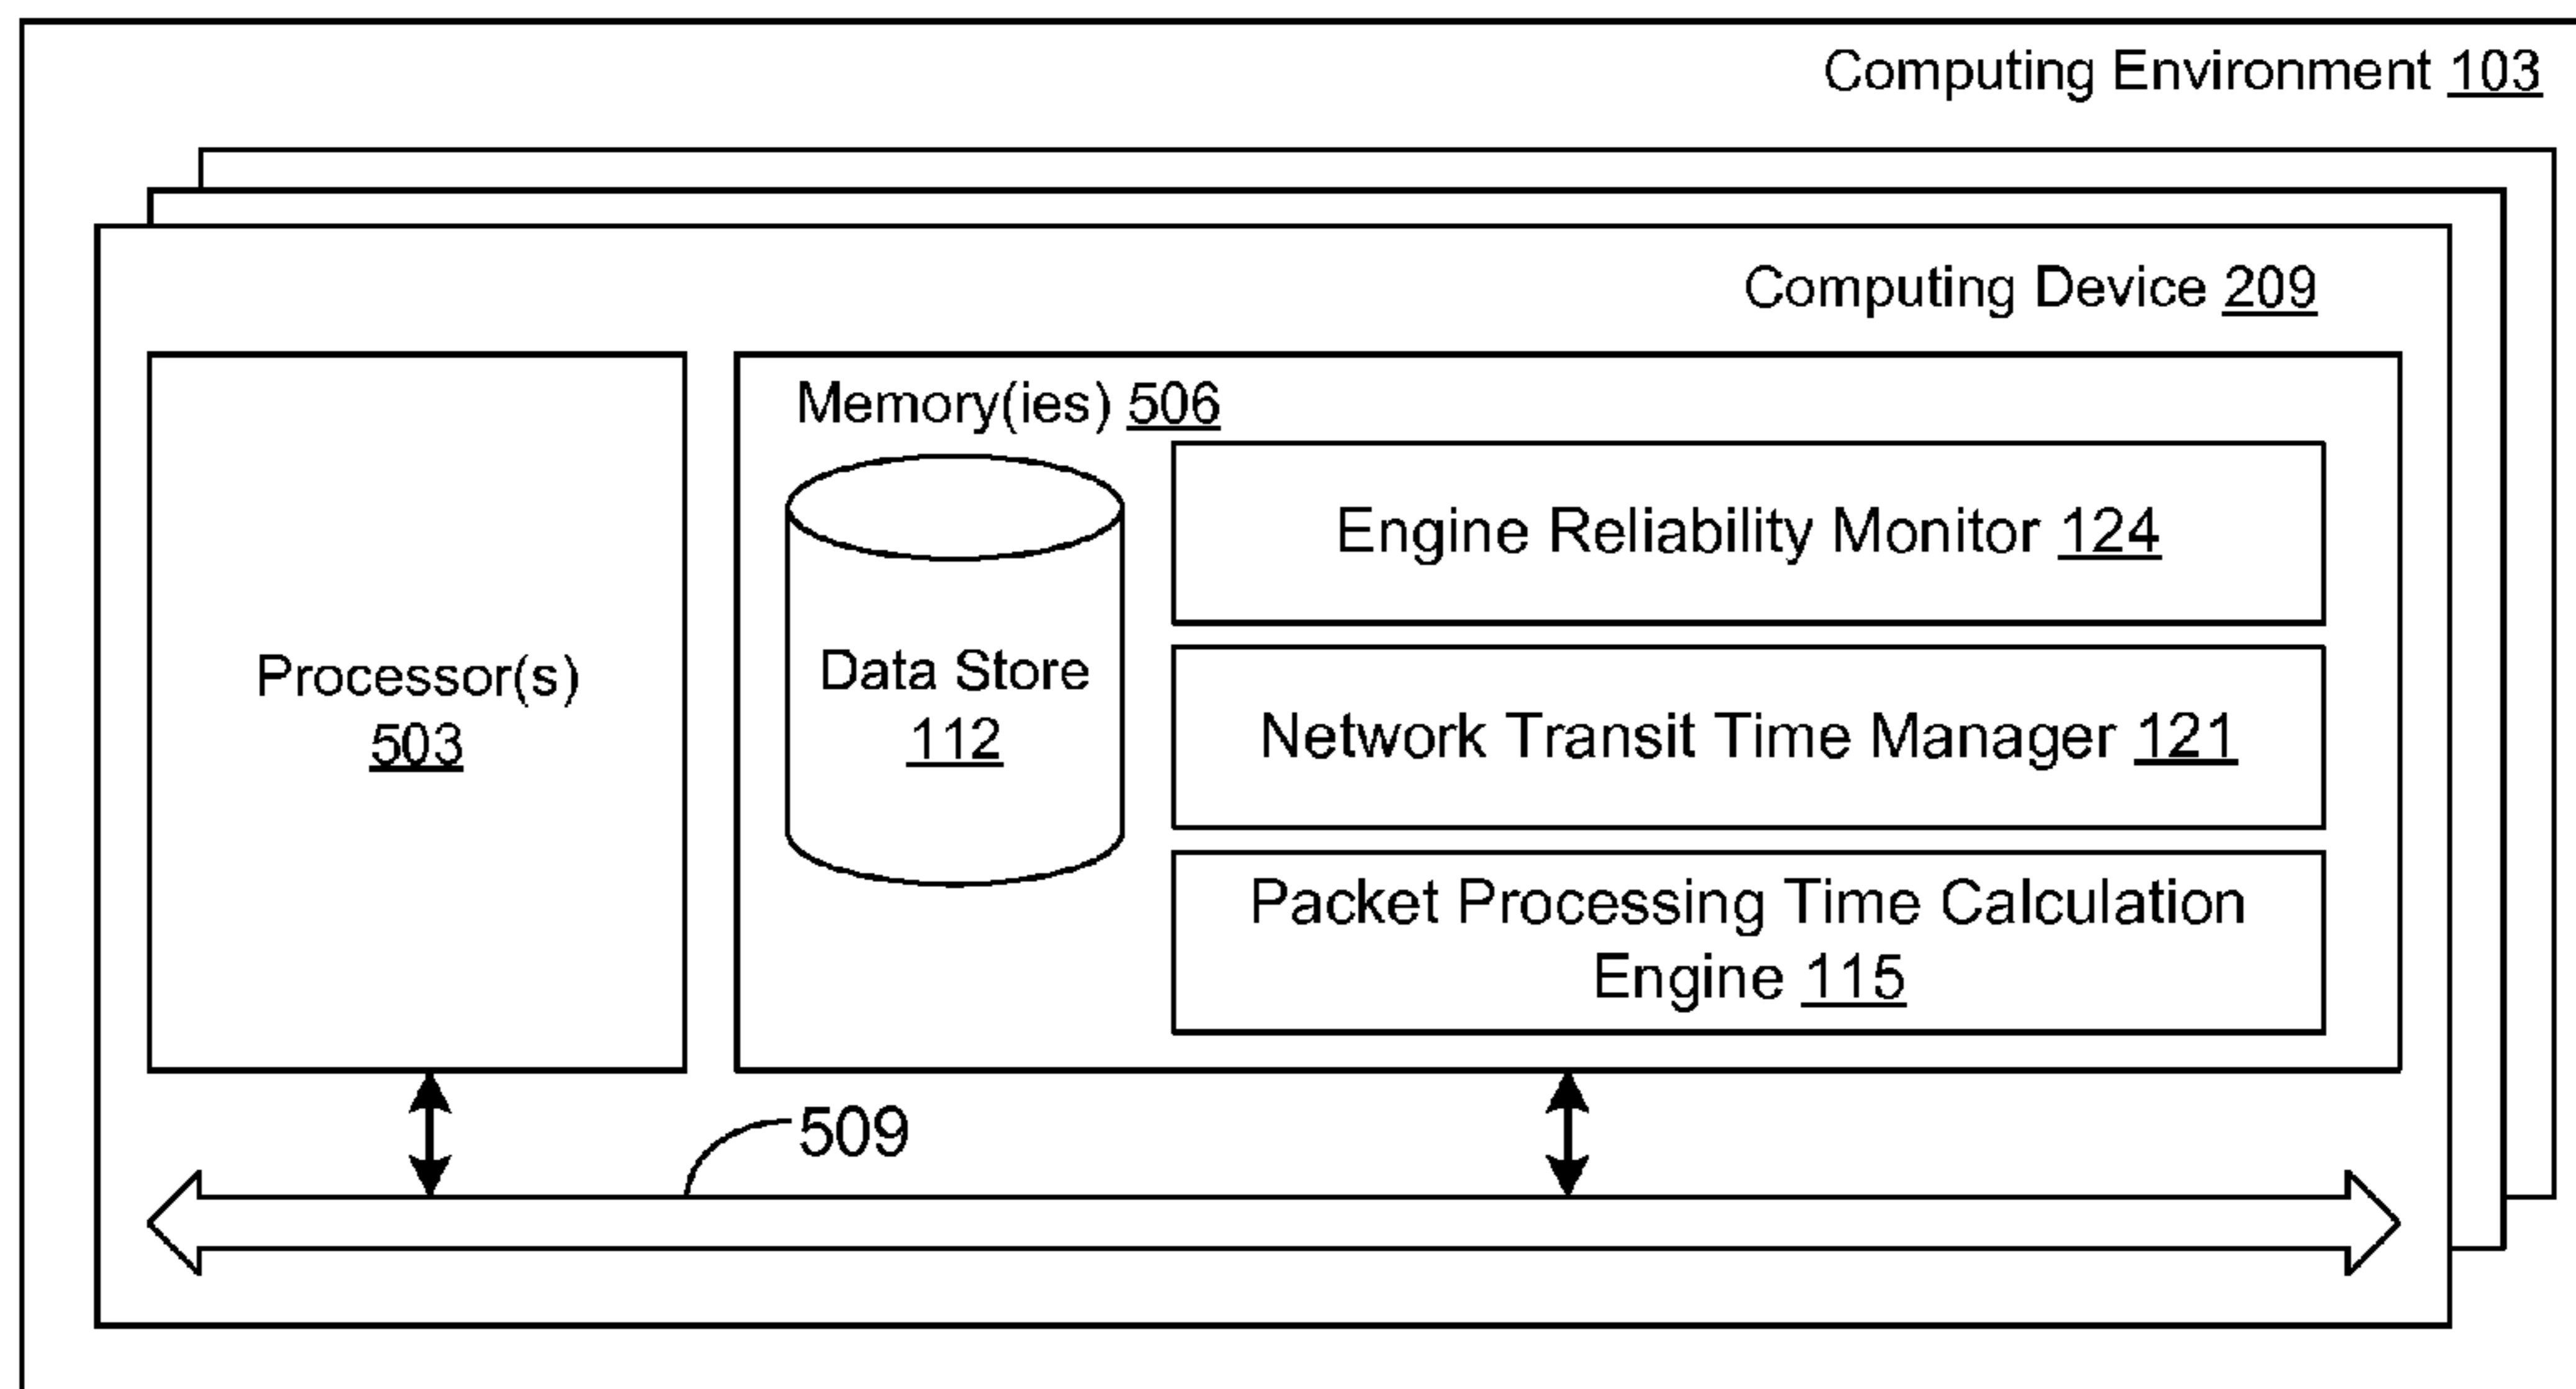 Computing Environment 103
Computing Device 209
Memory(ies) 506
Engine Reliability Monitor 124
Processor(s)
503
Data Store
112
Network Transit Time Manager 121
Packet Processing Time Calculation
Engine 115
509